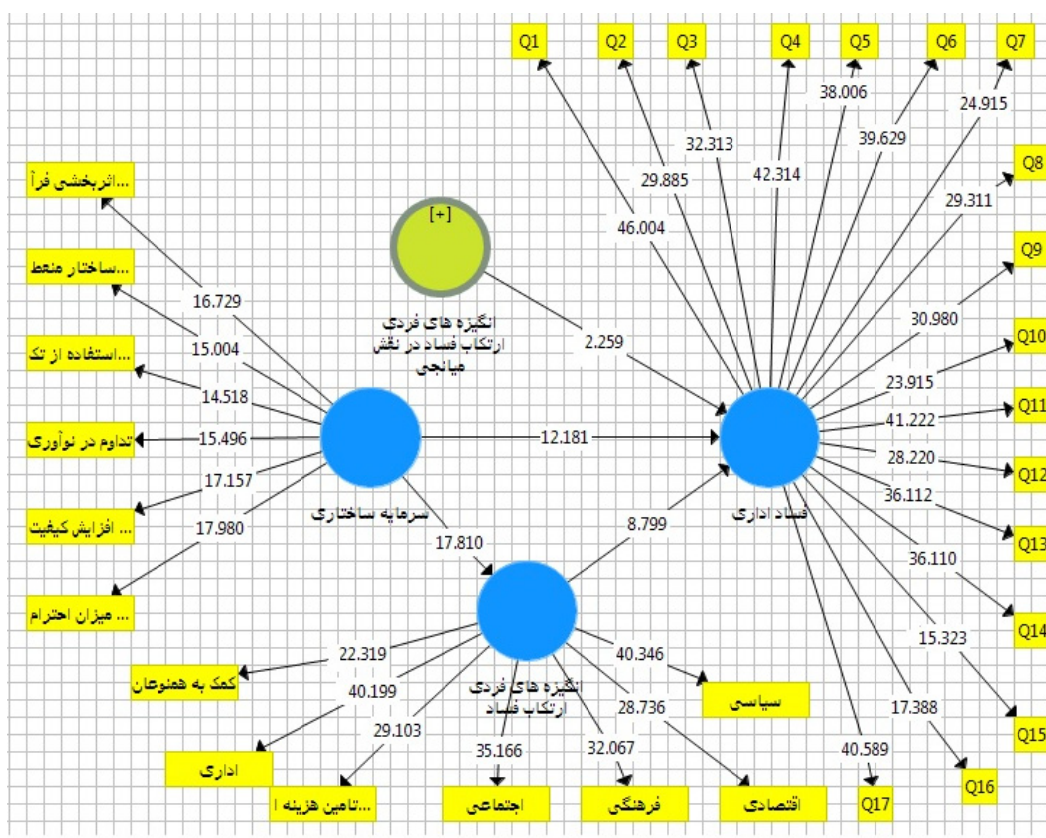 Q1
Q2
Q3
Q4
Q5
Q6
Q7
38.006
24.915
39.629
32.313
Q8
42.314
29.885
29.311
اثربخشی فرآ...
[+]
46.004
Q9
ساختار منعط...
16.729
30.980
انگیزه های فردی
ارتکاب فساد در نقش
میانجی
2.259
Q10
15.004
استفاده از تک...
23.915
14.518
Q11
41.222
تداوم در نوآوری
15.496
12.181
28.220
Q12
17.157
36.112
سرمایه ساختاری
فساد اداری
افزایش کیفیت ...
8.799
17.980
17.810
Q13
36.110
میزان احترام ...
Q14
15.323
22.319
40.346
کمک به همنوعان
انگیزه های فردی
ارتکاب فساد
40.199
سیاسی
28.736
17.388
29.103
Q15
35.166
32.067
40.589
اداری
Q16
تامین هزینه ا...
اجتماعی
فرهنگی
اقتصادی
Q17